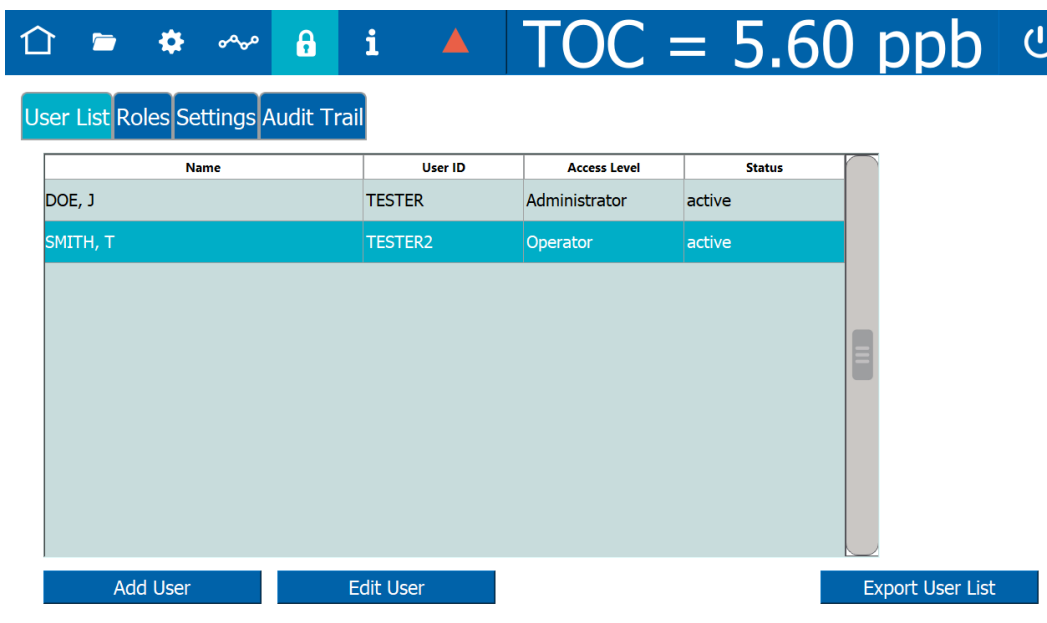 TOC = 5.60 ppb
User List Roles Settings Audit Trail
Name User ID Access Level Status
DOE, J TESTER Administrator active
SMITH, T TESTER2 Operator active
Add User Edit User Export User List